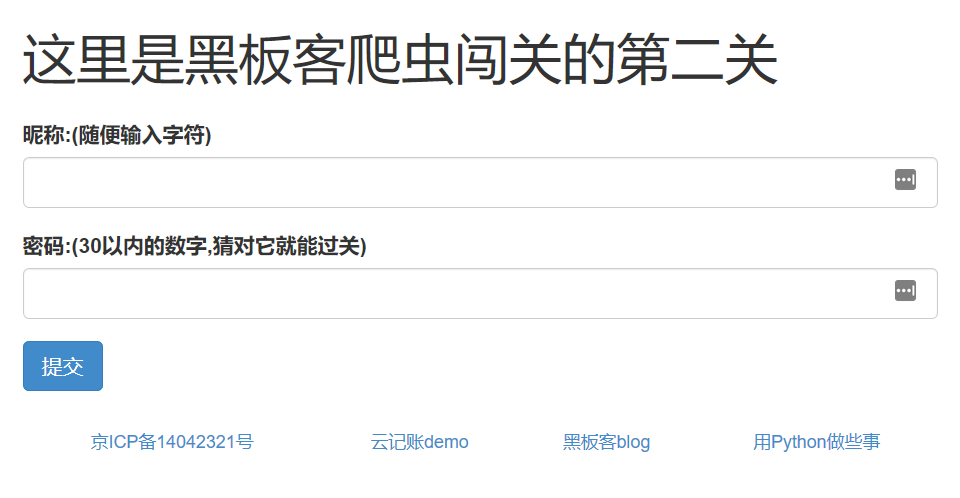 这里是黑板客爬虫闯关的第二关
昵称:(随便输入字符)
密码:(30以内的数字,猜对它就能过关)
提交
京ICP备14042321号 云记账demo 黑板客blog 用Python做些事